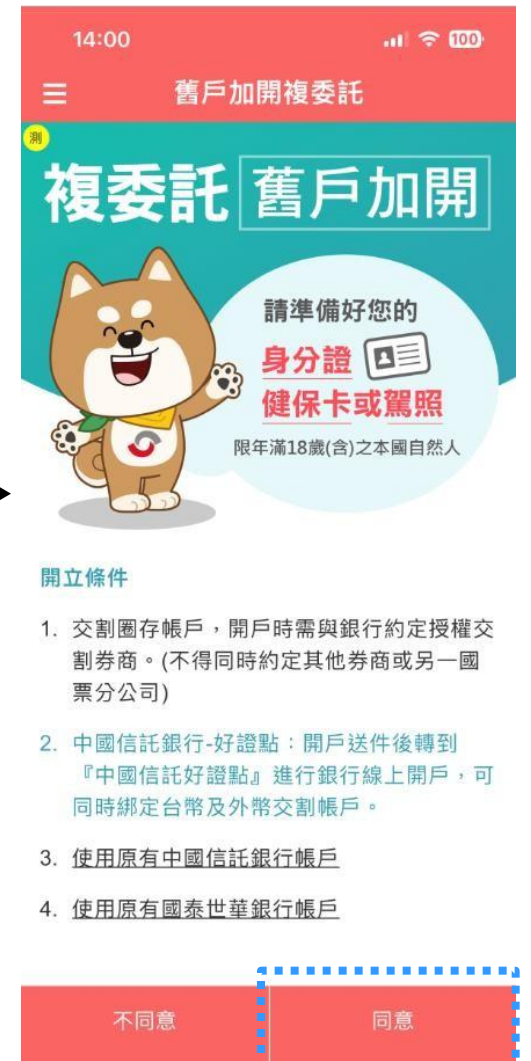 14:00
100
舊戶加開複委託
測
複委託 舊戶加開
請準備好您的
身分證
健保卡或駕照
限年滿18歲(含)之本國自然人
開立條件
1. 交割圈存帳戶,開戶時需與銀行約定授權交
割券商。(不得同時約定其他券商或另一國
票分公司)
2. 中國信託銀行-好證點:開戶送件後轉到
『中國信託好證點』進行銀行線上開戶,可
同時綁定台幣及外幣交割帳戶。
3. 使用原有中國信託銀行帳戶
4. 使用原有國泰世華銀行帳戶
不同意 同意